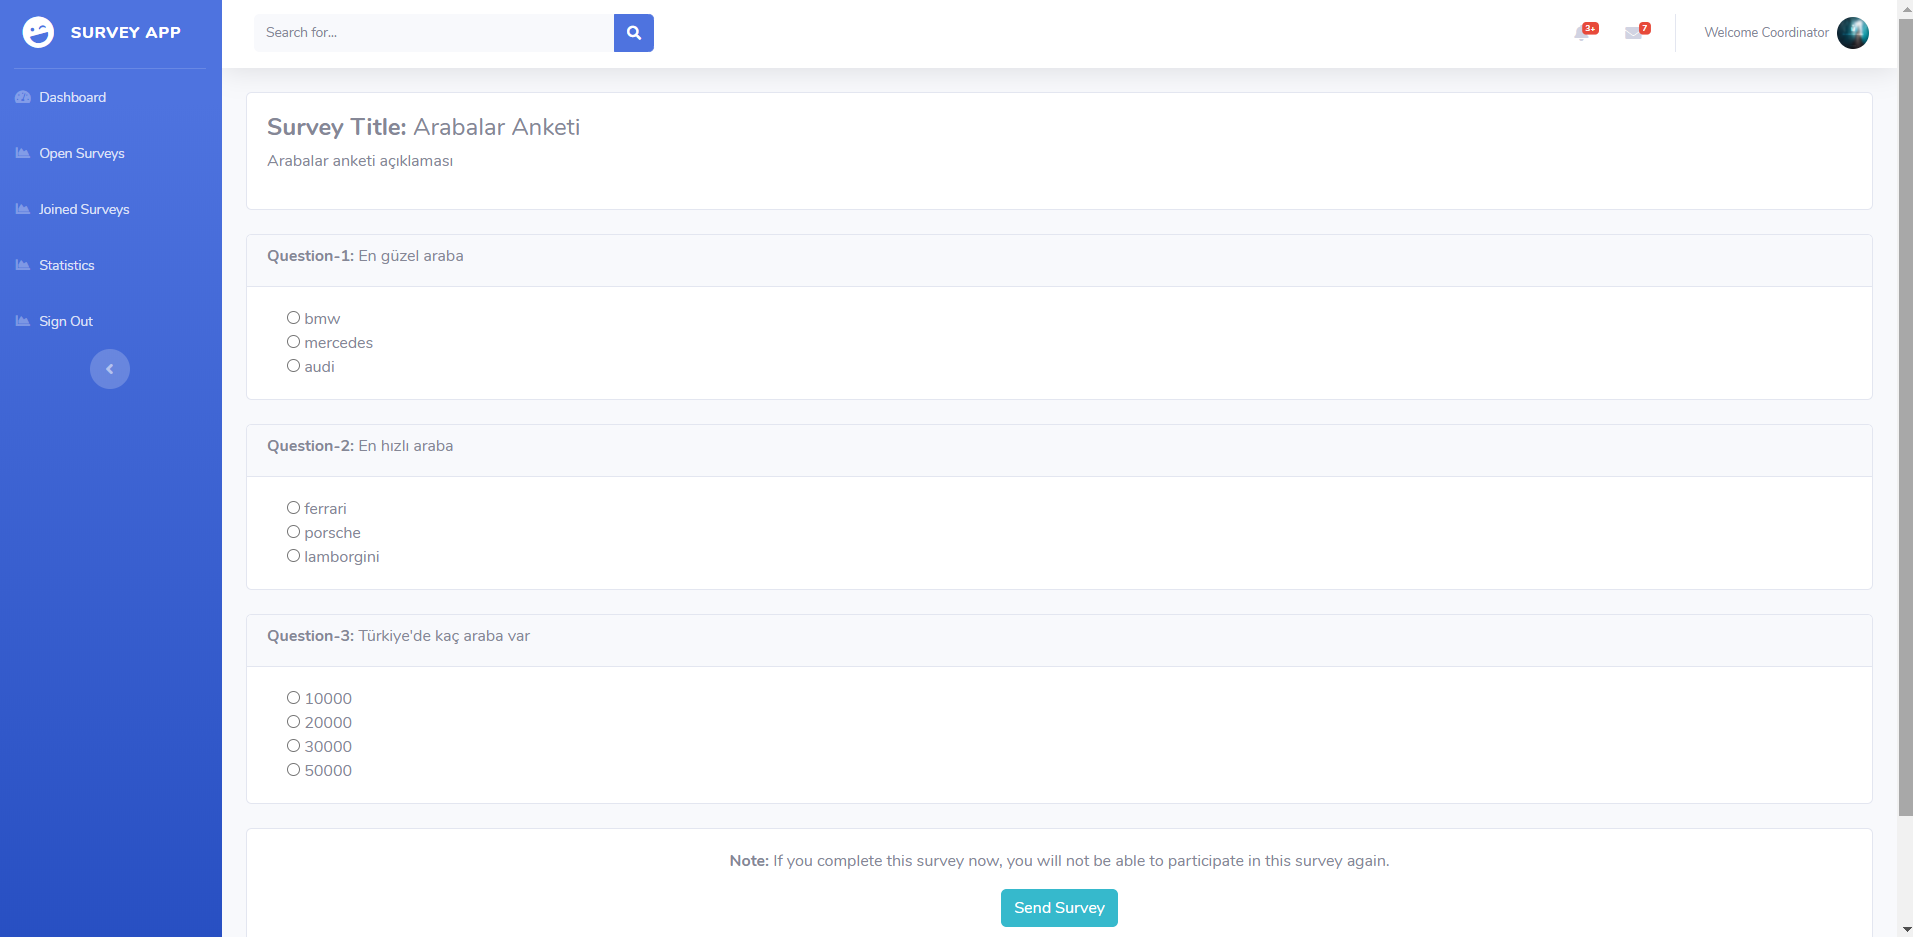 SURVEY APP
Dashboard
Open Surveys
Joined Surveys
Statistics
Sign Out
Search for...
3+
7
Welcome Coordinator
Survey Title: Arabalar Anketi
Arabalar anketi açıklaması
Question-1: En güzel araba
bmw
mercedes
audi
Question-2: En hızlı araba
ferrari
porsche
lamborgini
Question-3: Türkiye'de kaç araba var
10000
20000
30000
50000
Note: If you complete this survey now, you will not be able to participate in this survey again.
Send Survey